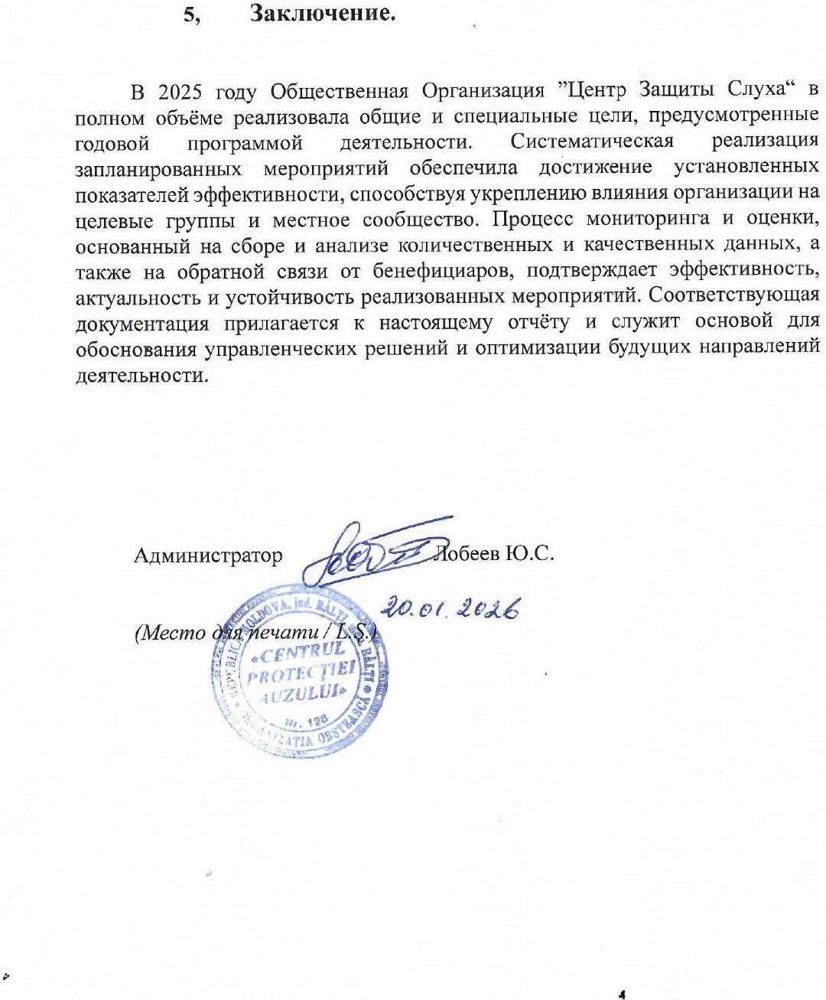 5, Заключение.
В 2025 году Общественная Организация ”Центр Защиты Слуха“ в
полном объёме реализовала общие и специальные цели, предусмотренные
годовой программой деятельности. Систематическая реализация
запланированных мероприятий обеспечила достижение установленных
показателей эффективности, способствуя укреплению влияния организации на
целевые группы и местное сообщество. Процесс мониторинга и оценки,
основанный на сборе и анализе количественных и качественных данных, а
также на обратной связи от бенефициаров, подтверждает эффективность,
актуальность и устойчивость реализованных мероприятий. Соответствующая
документация прилагается к настоящему отчёту и служит основой для
обоснования управленческих решений и оптимизации будущих направлений
деятельности.
Администратор Лобеев Ю.С.
20.01.2026
(Место для печати / L.Ș.)
REPUBLICA MOLDOVA, jud. BĂLȚI, mun. BĂLȚI
«CENTRUL
PROTECȚIEI
AUZULUI»
Nr. 128
ORGANIZAȚIA OBȘTEASCĂ